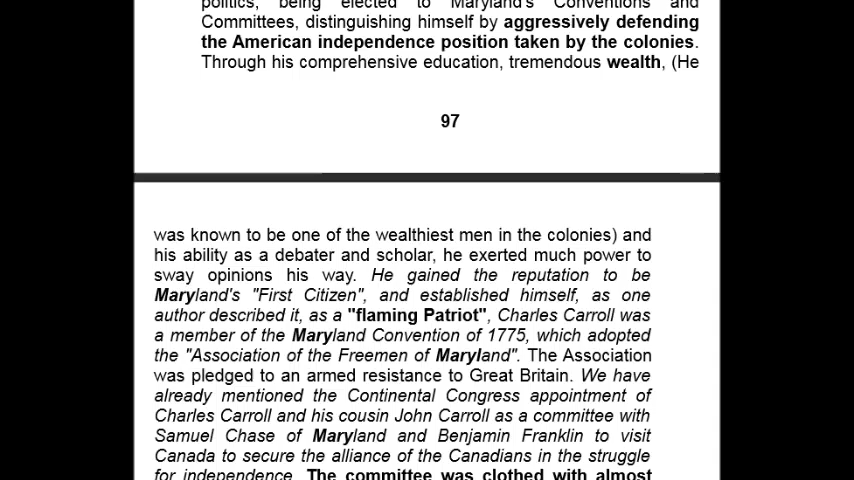 politics, being elected to Maryland's Conventions and
Committees, distinguishing himself by aggressively defending
the American independence position taken by the colonies.
Through his comprehensive education, tremendous wealth, (He
97
was known to be one of the wealthiest men in the colonies) and
his ability as a debater and scholar, he exerted much power to
sway opinions his way. He gained the reputation to be
Maryland's "First Citizen", and established himself, as one
author described it, as a "flaming Patriot", Charles Carroll was
a member of the Maryland Convention of 1775, which adopted
the "Association of the Freemen of Maryland". The Association
was pledged to an armed resistance to Great Britain. We have
already mentioned the Continental Congress appointment of
Charles Carroll and his cousin John Carroll as a committee with
Samuel Chase of Maryland and Benjamin Franklin to visit
Canada to secure the alliance of the Canadians in the struggle
for independence. The committee was clothed with almost